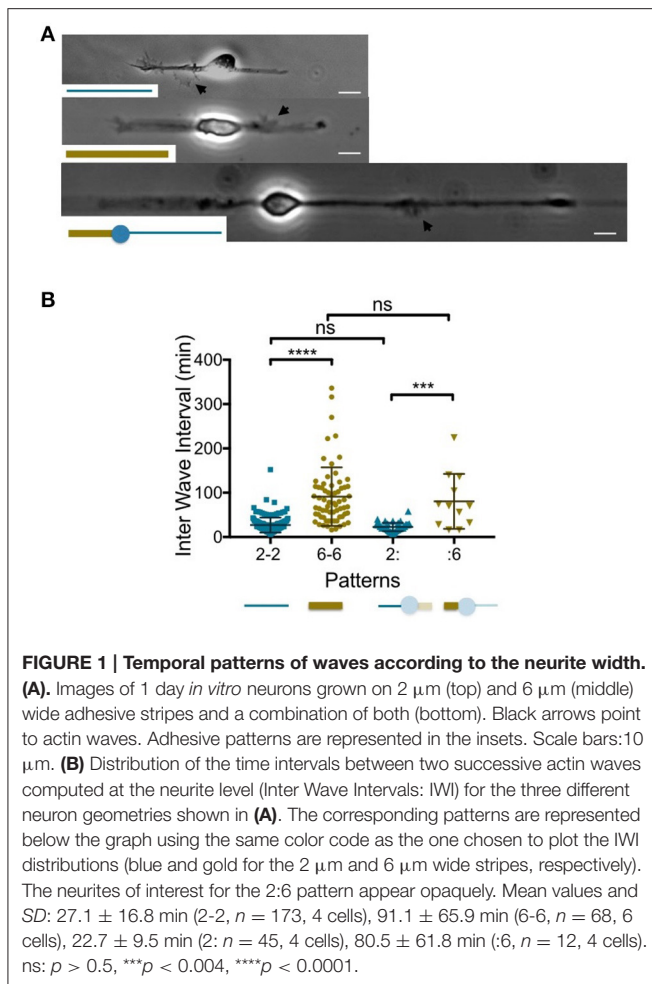 A
B
ns
ns
****
***
400
300
200
100
0
Inter Wave Interval (min)
2-2 6-6 2: :6
Patterns
FIGURE 1 | Temporal patterns of waves according to the neurite width.
(A). Images of 1 day in vitro neurons grown on 2 μm (top) and 6 μm (middle)
wide adhesive stripes and a combination of both (bottom). Black arrows point
to actin waves. Adhesive patterns are represented in the insets. Scale bars:10
μm. (B) Distribution of the time intervals between two successive actin waves
computed at the neurite level (Inter Wave Intervals: IWI) for the three different
neuron geometries shown in (A). The corresponding patterns are represented
below the graph using the same color code as the one chosen to plot the IWI
distributions (blue and gold for the 2 μm and 6 μm wide stripes, respectively).
The neurites of interest for the 2:6 pattern appear opaquely. Mean values and
SD: 27.1 ± 16.8 min (2-2, n = 173, 4 cells), 91.1 ± 65.9 min (6-6, n = 68, 6
cells), 22.7 ± 9.5 min (2: n = 45, 4 cells), 80.5 ± 61.8 min (:6, n = 12, 4 cells).
ns: p > 0.5, ***p < 0.004, ****p < 0.0001.